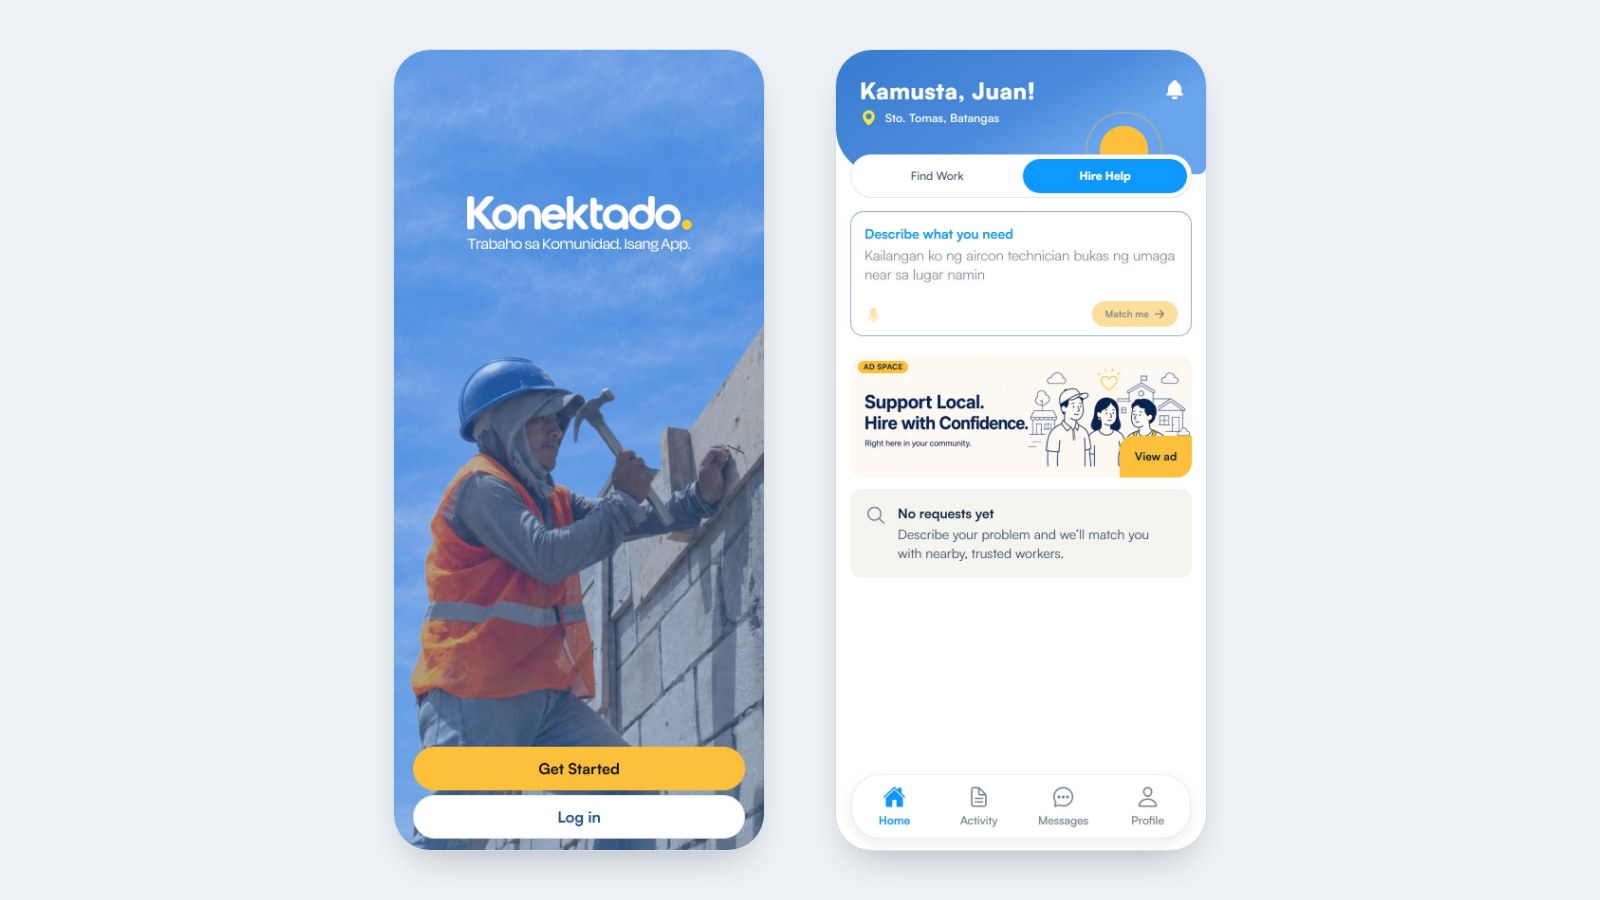 Konektado.
Trabaho sa Komunidad. Isang App.
Get Started
Log in
Kamusta, Juan!
Sto. Tomas, Batangas
Find Work
Hire Help
Describe what you need
Kailangan ko ng aircon technician bukas ng umaga
near sa lugar namin
Match me
AD SPACE
Support Local.
Hire with Confidence.
Right here in your community.
View ad
No requests yet
Describe your problem and we'll match you
with nearby, trusted workers.
Home
Activity
Messages
Profile